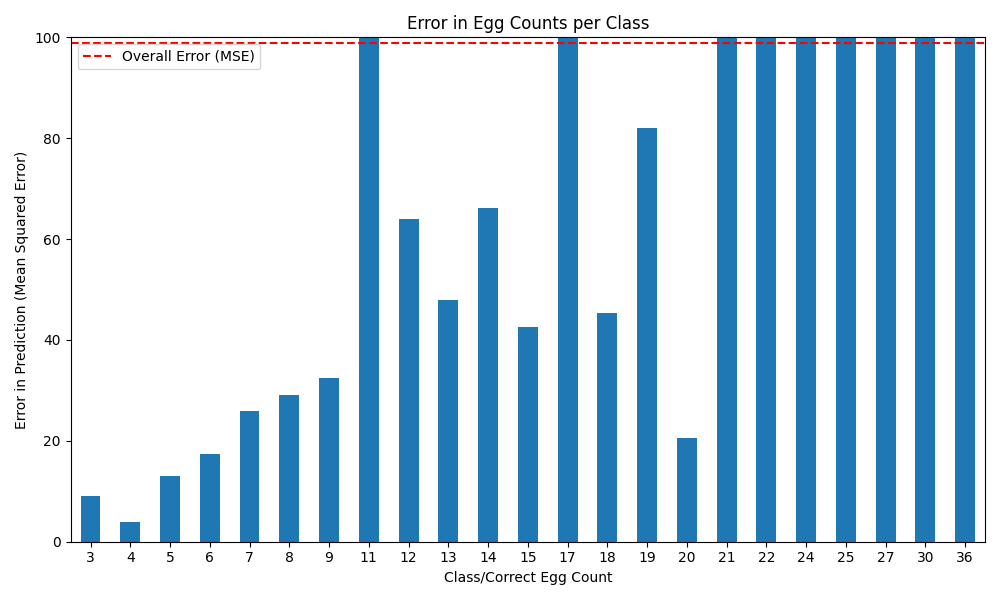 Error in Egg Counts per Class
Overall Error (MSE)
Error in Prediction (Mean Squared Error)
100
80
60
40
20
0
3 4 5 6 7 8 9 11 12 13 14 15 17 18 19 20 21 22 24 25 27 30 36
Class/Correct Egg Count